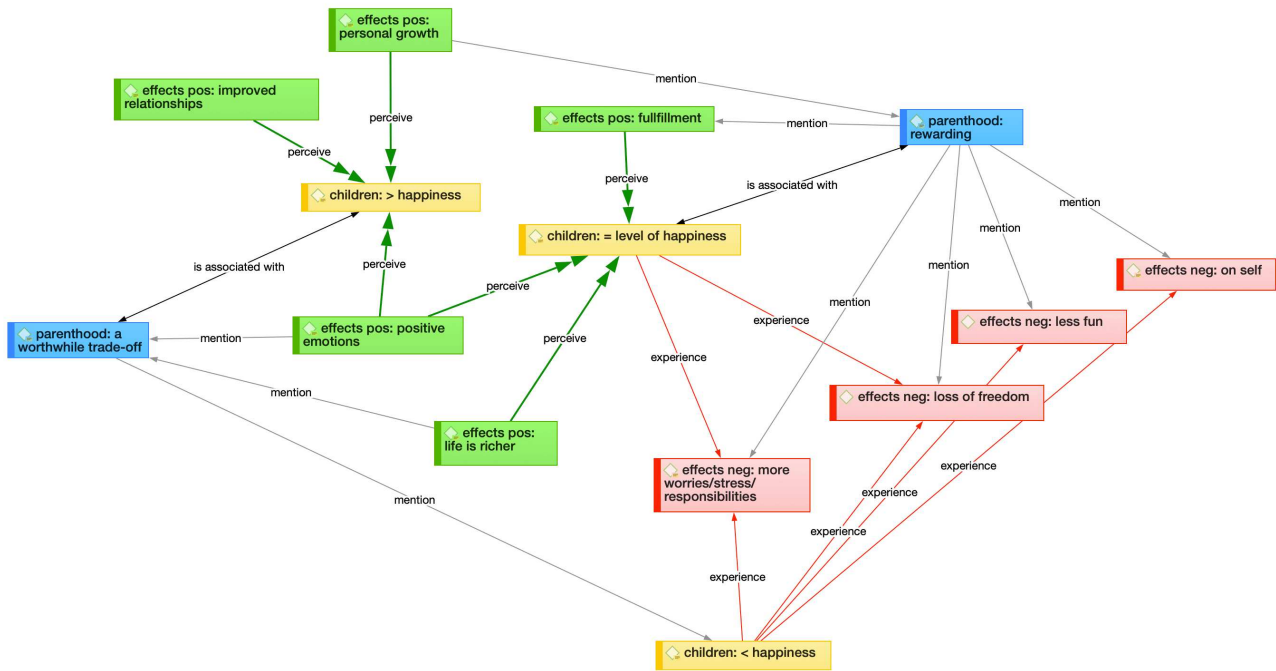 effects pos:
personal growth
mention
effects pos: improved
relationships
perceive
effects pos: fullfillment
mention
parenthood:
rewarding
perceive
perceive
is associated with
children: > happiness
mention
mention
children: = level of happiness
is associated with
perceive
mention
effects neg: on self
perceive
mention
experience
effects neg: less fun
parenthood: a
worthwhile trade-off
mention
effects pos: positive
emotions
perceive
experience
mention
effects neg: loss of freedom
effects pos:
life is richer
effects neg: more
worries/stress/
responsibilities
experience
mention
experience
experience
experience
children: < happiness